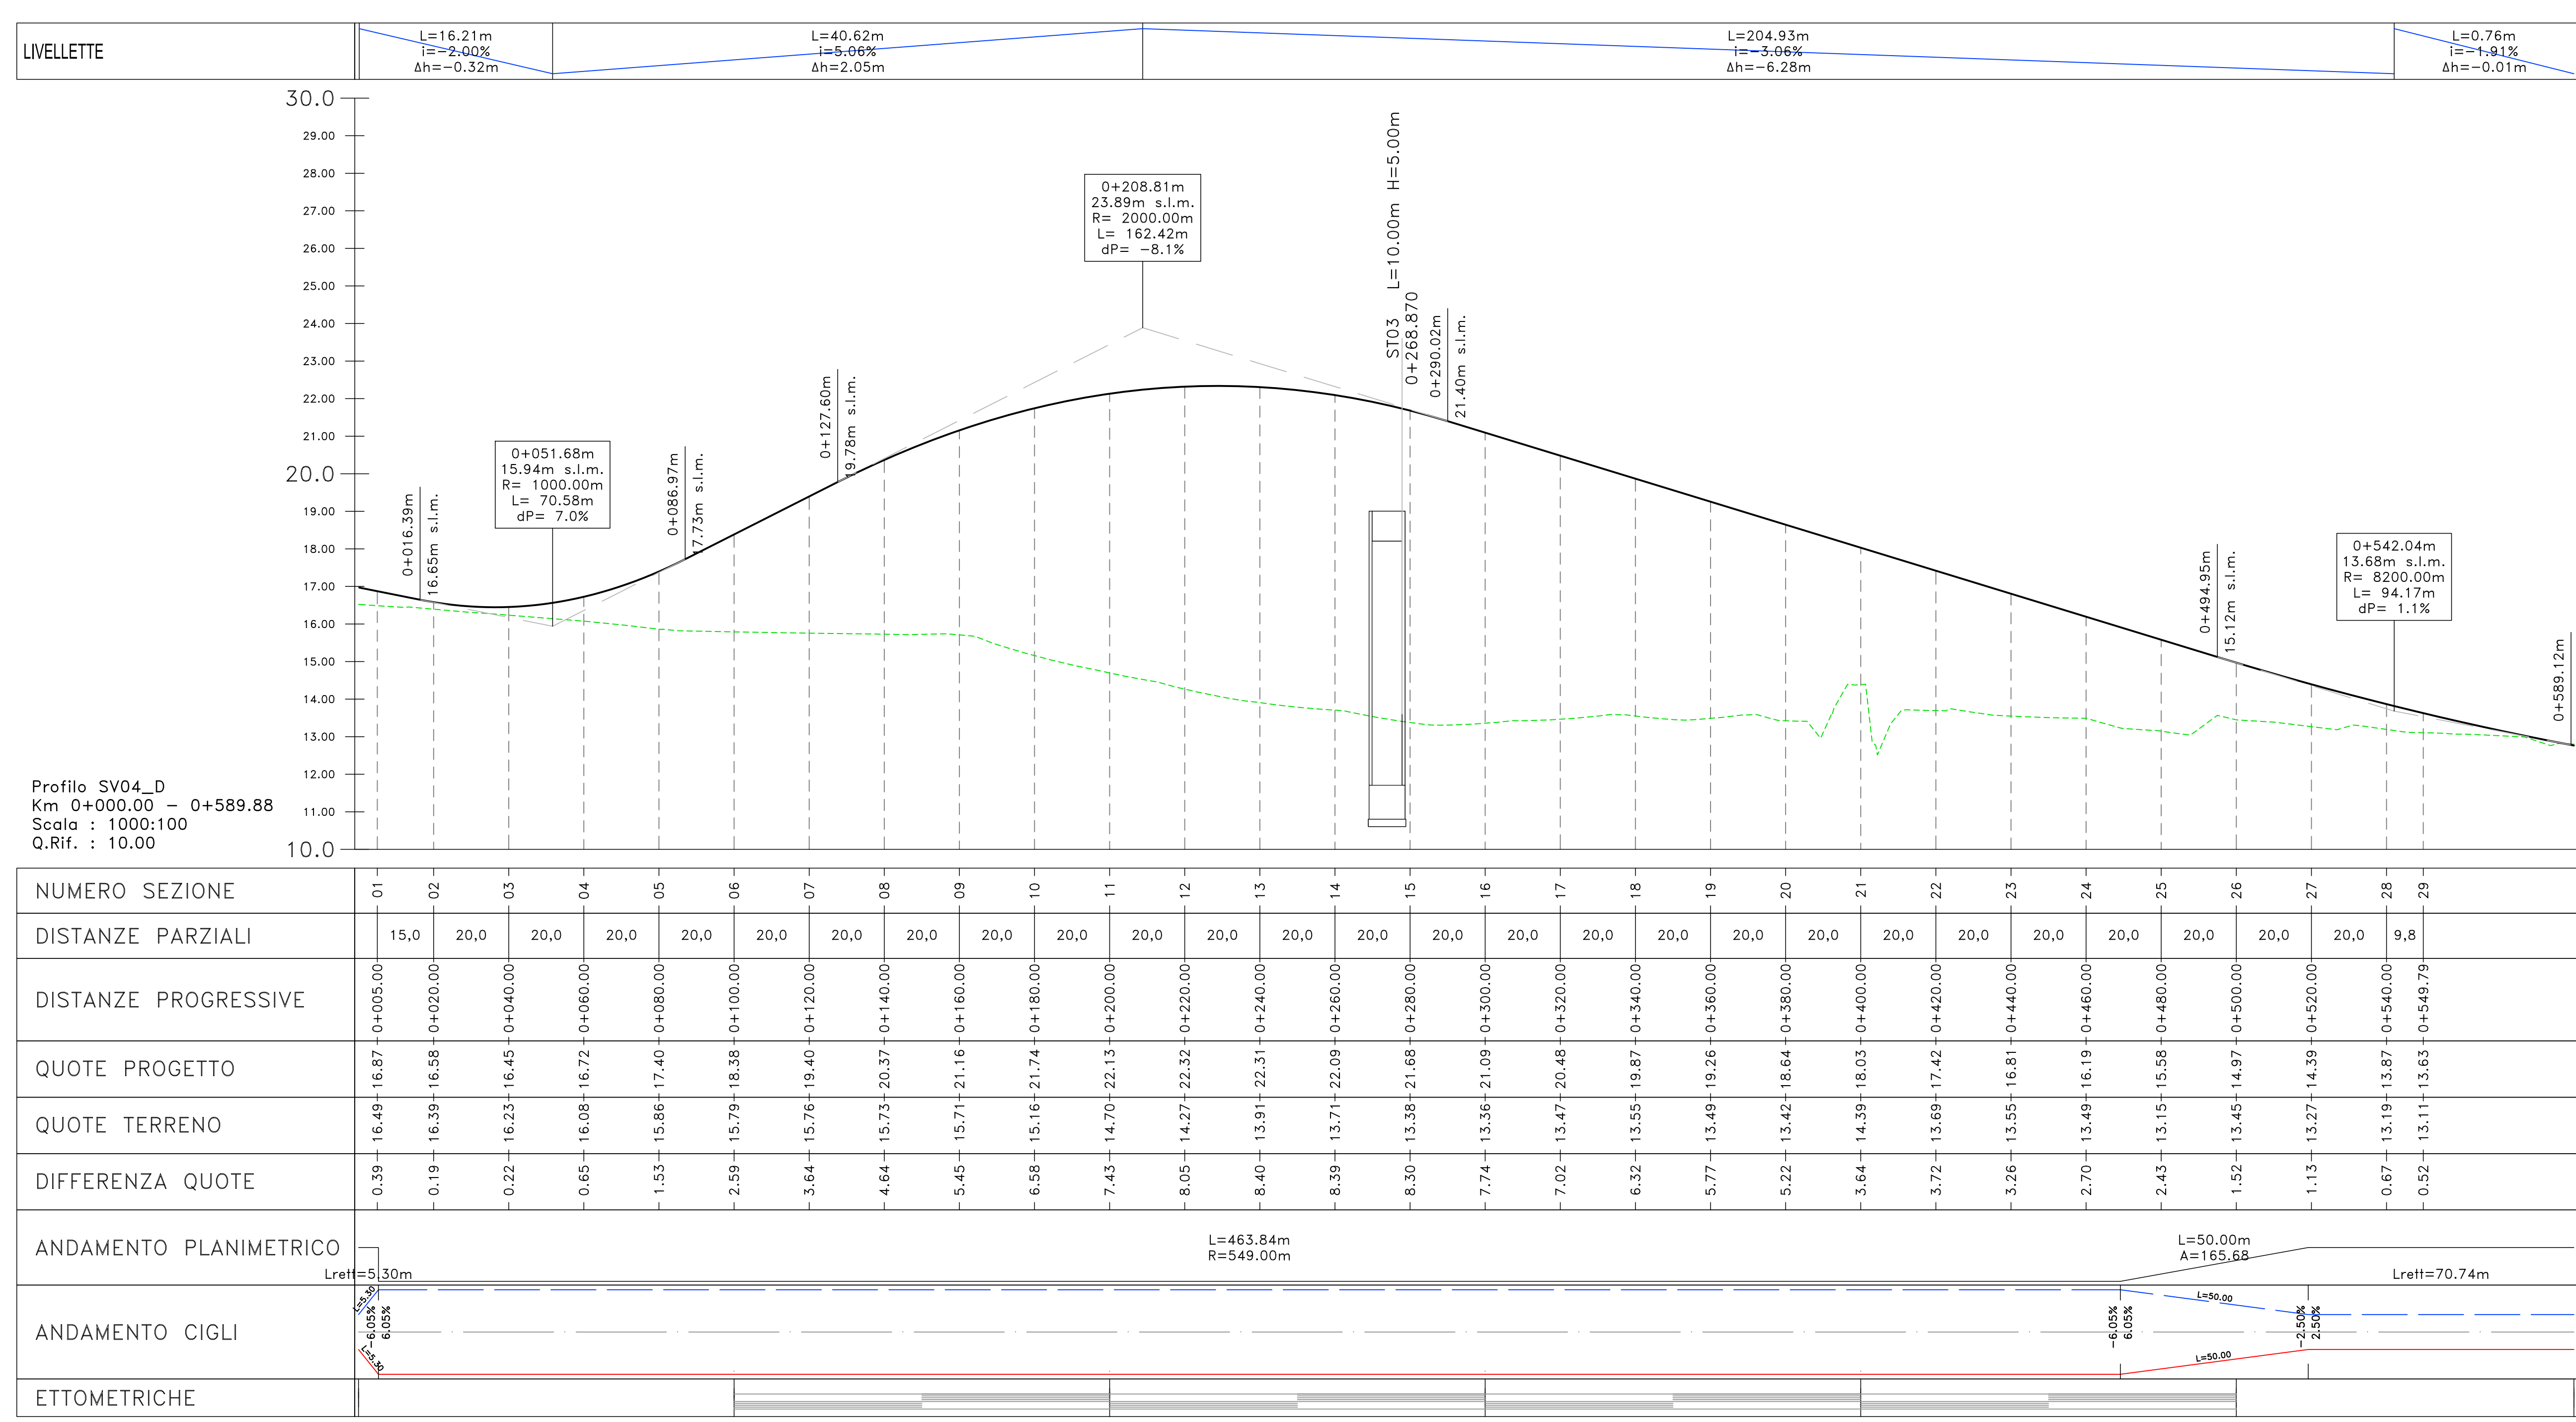 LIVELLETTE
L=16.21m
i=-2.00%
Δh=-0.32m
L=40.62m
i=5.06%
Δh=2.05m
L=204.93m
i=-3.06%
Δh=-6.28m
L=0.76m
i=-1.91%
Δh=-0.01m
30.0
29.00
28.00
27.00
26.00
25.00
24.00
23.00
22.00
21.00
20.0
19.00
18.00
17.00
16.00
15.00
14.00
13.00
12.00
11.00
10.0
0+016.39m
16.65m s.l.m.
0+051.68m
15.94m s.l.m.
R= 1000.00m
L= 70.58m
dP= 7.0%
0+086.97m
17.73m s.l.m.
0+127.60m
19.78m s.l.m.
0+208.81m
23.89m s.l.m.
R= 2000.00m
L= 162.42m
dP= -8.1%
ST03 L=10.00m H=5.00m
0+268.870
0+290.02m
21.40m s.l.m.
0+494.95m
15.12m s.l.m.
0+542.04m
13.68m s.l.m.
R= 8200.00m
L= 94.17m
dP= 1.1%
0+589.12m
Profilo SV04_D
Km 0+000.00 - 0+589.88
Scala : 1000:100
Q.Rif. : 10.00
NUMERO SEZIONE 01 02 03 04 05 06 07 08 09 10 11 12 13 14 15 16 17 18 19 20 21 22 23 24 25 26 27 28 29
DISTANZE PARZIALI 15,0 20,0 20,0 20,0 20,0 20,0 20,0 20,0 20,0 20,0 20,0 20,0 20,0 20,0 20,0 20,0 20,0 20,0 20,0 20,0 20,0 20,0 20,0 20,0 20,0 20,0 20,0 9,8
DISTANZE PROGRESSIVE 0+005.00 0+020.00 0+040.00 0+060.00 0+080.00 0+100.00 0+120.00 0+140.00 0+160.00 0+180.00 0+200.00 0+220.00 0+240.00 0+260.00 0+280.00 0+300.00 0+320.00 0+340.00 0+360.00 0+380.00 0+400.00 0+420.00 0+440.00 0+460.00 0+480.00 0+500.00 0+520.00 0+540.00 0+549.79
QUOTE PROGETTO 16.87 16.58 16.45 16.72 17.40 18.38 19.40 20.37 21.16 21.74 22.13 22.32 22.31 22.09 21.68 21.09 20.48 19.87 19.26 18.64 18.03 17.42 16.81 16.19 15.58 14.97 14.39 13.87 13.63
QUOTE TERRENO 16.49 16.39 16.23 16.08 15.86 15.79 15.76 15.73 15.71 15.16 14.70 14.27 13.91 13.71 13.38 13.36 13.47 13.55 13.49 13.42 14.39 13.69 13.55 13.49 13.15 13.45 13.27 13.19 13.11
DIFFERENZA QUOTE 0.39 0.19 0.22 0.65 1.53 2.59 3.64 4.64 5.45 6.58 7.43 8.05 8.40 8.39 8.30 7.74 7.02 6.32 5.77 5.22 3.64 3.72 3.26 2.70 2.43 1.52 1.13 0.67 0.52
ANDAMENTO PLANIMETRICO
Lrett=5.30m
L=463.84m
R=549.00m
L=50.00m
A=165.68
Lrett=70.74m
ANDAMENTO CIGLI
L=5.30
L=5.30
-6.05%
6.05%
-6.05%
6.05%
L=50.00
L=50.00
-2.50%
2.50%
ETTOMETRICHE